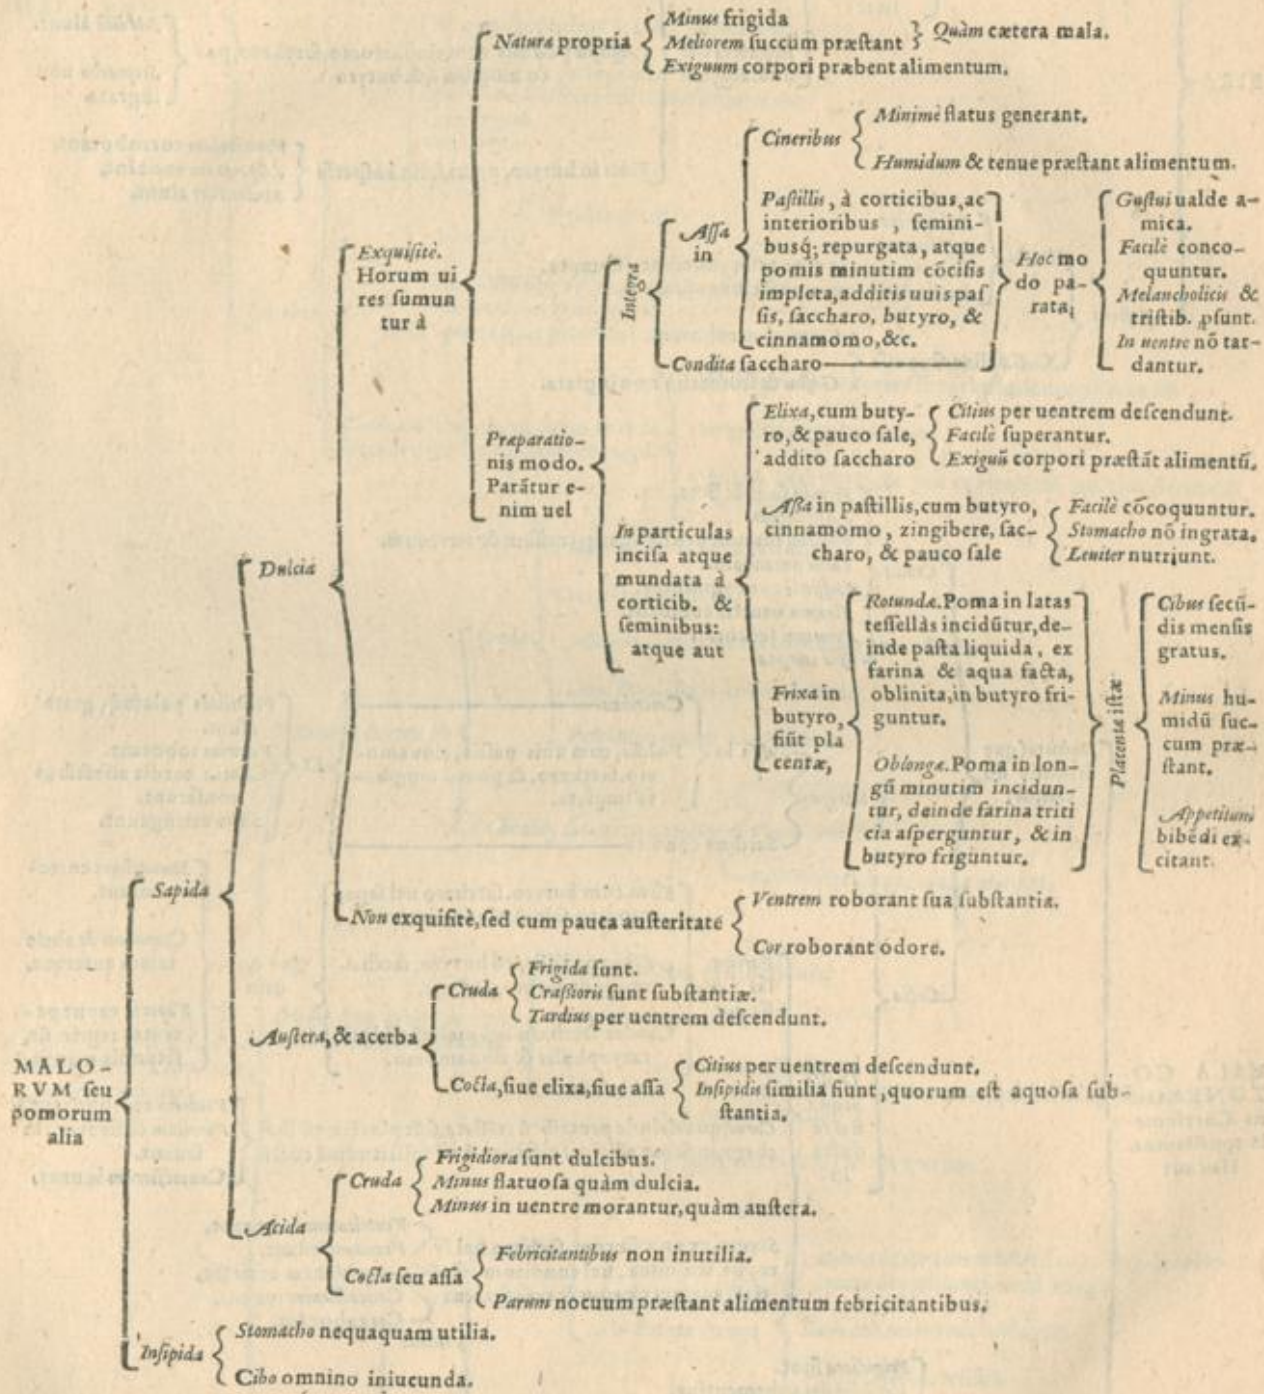 Naturæ propria
Minus frigida
Meliorem succum præstant
Quàm cætera mala.
Exiguum corpori præbent alimentum.
Cineribus
Minimè flatus generant.
Humidum & tenue præstant alimentum.
Assa
in
Pastillis, à corticibus, ac
interioribus , semini-
busq; repurgata, atque
pomis minutim cōcisis
impleta, additis uuis pas
sis, saccharo, butyro, &
cinnamomo, &c.
Hoc mo
do pa-
rata,
Gustui ualde a-
mica.
Facilè conco-
quuntur.
Melancholicis &
tristib. psunt.
In uentre nō tar-
dantur.
Integra
Condita saccharo
Exquisitè.
Horum ui
res sumun
tur à
Præparatio-
nis modo.
Parātur e-
nim uel
In particulas
incisa atque
mundata à
corticib. &
seminibus:
atque aut
Elixa, cum buty-
ro, & pauco sale,
addito saccharo
Citius per uentrem descendunt.
Facilè superantur.
Exiguū corpori præstāt alimentū.
Assa in pastillis, cum butyro,
cinnamomo, zingibere, sac-
charo, & pauco sale
Facilè cōcoquuntur.
Stomacho nō ingrata.
Leuiter nutriunt.
Frixa in
butyro,
fiūt pla
centæ,
Rotundæ. Poma in latas
tessellàs incidūtur, de-
inde pasta liquida, ex
farina & aqua facta,
oblinita, in butyro fri-
guntur.
Oblongæ. Poma in lon-
gū minutim incidun-
tur, deinde farina triti
cia asperguntur, & in
butyro friguntur.
Placentæ istæ
Cibus secū-
dis mensis
gratus.
Minus hu-
midū suc-
cum præ-
stant.
Appetitum
bibēdi ex-
citant.
Dulcia
Non exquisitè, sed cum pauca austeritate
Ventrem roborant sua substantia.
Cor roborant odore.
Sapida
Austera, & acerba
Cruda
Frigida sunt.
Crassioris sunt substantiæ.
Tardius per uentrem descendunt.
Cocta, siue elixa, siue assa
Citius per uentrem descendunt.
Insipidis similia fiunt, quorum est aquosa sub-
stantia.
MALO-
RVM seu
pomorum
alia
Acida
Cruda
Frigidiora sunt dulcibus.
Minus flatuosa quàm dulcia.
Minus in uentre morantur, quàm austera.
Cocta seu assa
Febricitantibus non inutilia.
Parum nocuum præstant alimentum febricitantibus.
Insipida
Stomacho nequaquam utilia.
Cibo omnino iniucunda.